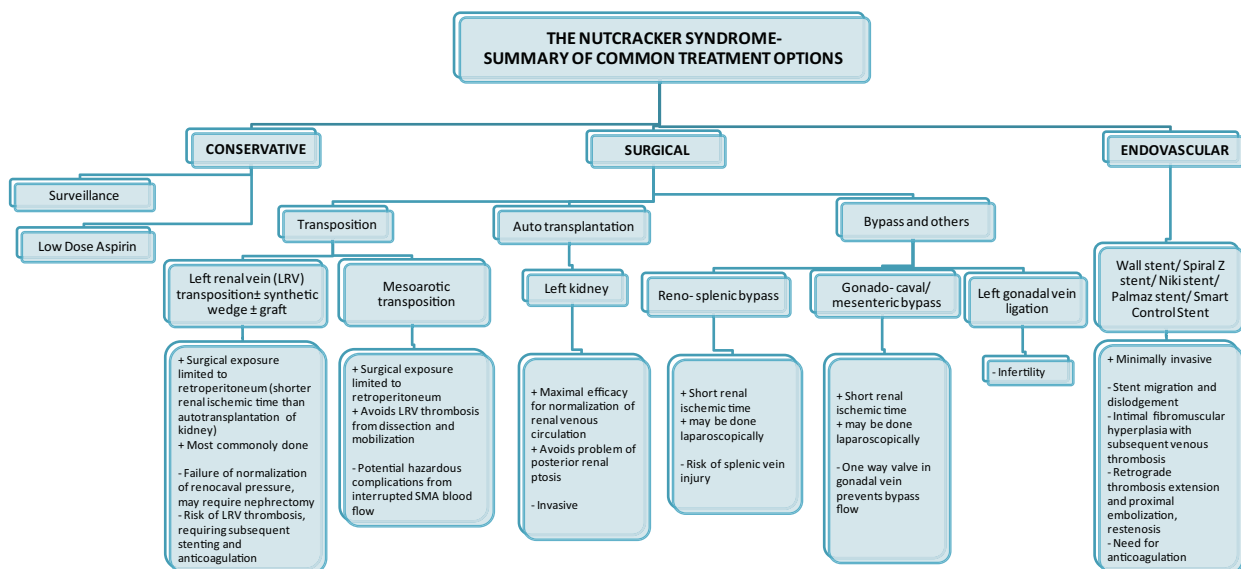 THE NUTCRACKER SYNDROME-
SUMMARY OF COMMON TREATMENT OPTIONS
CONSERVATIVE
SURGICAL
ENDOVASCULAR
Surveillance
Low Dose Aspirin
Transposition
Auto transplantation
Bypass and others
Left renal vein (LRV)
transposition± synthetic
wedge ± graft
Mesoarotic
transposition
Left kidney
Reno- splenic bypass
Gonado- caval/
mesenteric bypass
Left gonadal vein
ligation
Wall stent/ Spiral Z
stent/ Niki stent/
Palmaz stent/ Smart
Control Stent
+ Surgical exposure
limited to
retroperitoneum (shorter
renal ischemic time than
autotransplantation of
kidney)
+ Most commonly done
- Failure of normalization
of renocaval pressure,
may require nephrectomy
- Risk of LRV thrombosis,
requiring subsequent
stenting and
anticoagulation
+ Surgical exposure
limited to
retroperitoneum
+ Avoids LRV thrombosis
from dissection and
mobilization
- Potential hazardous
complications from
interrupted SMA blood
flow
+ Maximal efficacy
for normalization of
renal venous
circulation
+ Avoids problem of
posterior renal
ptosis
- Invasive
+ Short renal
ischemic time
+ may be done
laparoscopically
- Risk of splenic vein
injury
+ Short renal
ischemic time
+ may be done
laparoscopically
- One way valve in
gonadal vein
prevents bypass
flow
- Infertility
+ Minimally invasive
- Stent migration and
dislodgement
- Intimal fibromuscular
hyperplasia with
subsequent venous
thrombosis
- Retrograde
thrombosis extension
and proximal
embolization,
restenosis
- Need for
anticoagulation